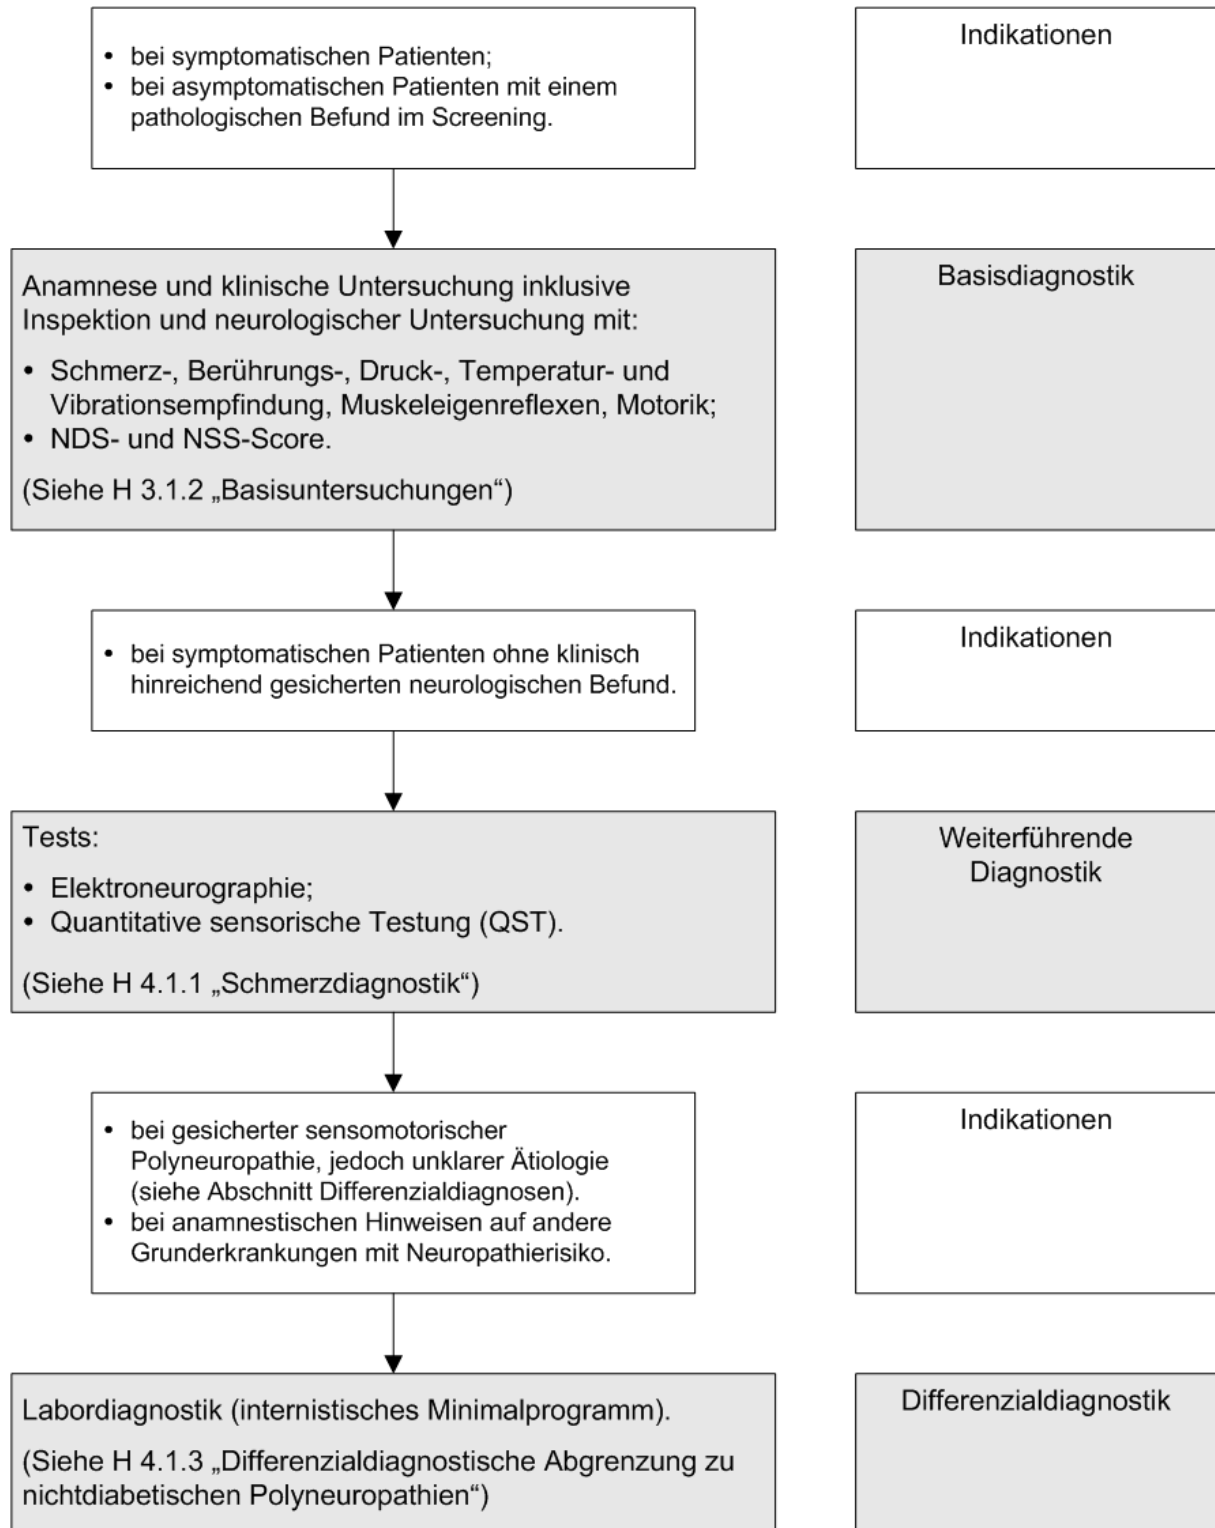 • bei symptomatischen Patienten;
• bei asymptomatischen Patienten mit einem
pathologischen Befund im Screening.
Indikationen
Anamnese und klinische Untersuchung inklusive
Inspektion und neurologischer Untersuchung mit:
• Schmerz-, Berührungs-, Druck-, Temperatur- und
Vibrationsempfindung, Muskeleigenreflexen, Motorik;
• NDS- und NSS-Score.
(Siehe H 3.1.2 „Basisuntersuchungen“)
Basisdiagnostik
• bei symptomatischen Patienten ohne klinisch
hinreichend gesicherten neurologischen Befund.
Indikationen
Tests:
• Elektroneurographie;
• Quantitative sensorische Testung (QST).
(Siehe H 4.1.1 „Schmerzdiagnostik“)
Weiterführende
Diagnostik
• bei gesicherter sensomotorischer
Polyneuropathie, jedoch unklarer Ätiologie
(siehe Abschnitt Differenzialdiagnosen).
• bei anamnestischen Hinweisen auf andere
Grunderkrankungen mit Neuropathierisiko.
Indikationen
Labordiagnostik (internistisches Minimalprogramm).
(Siehe H 4.1.3 „Differenzialdiagnostische Abgrenzung zu
nichtdiabetischen Polyneuropathien“)
Differenzialdiagnostik